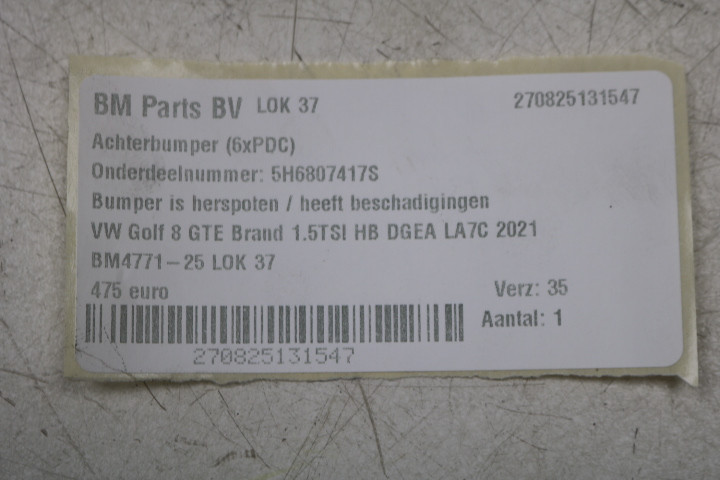 BM Parts BV LOK 37 270825131547
Achterbumper (6xPDC)
Onderdeelnummer: 5H6807417S
Bumper is herspoten / heeft beschadigingen
VW Golf 8 GTE Brand 1.5TSI HB DGEA LA7C 2021
BM4771-25 LOK 37
475 euro Verz: 35
Aantal: 1
270825131547